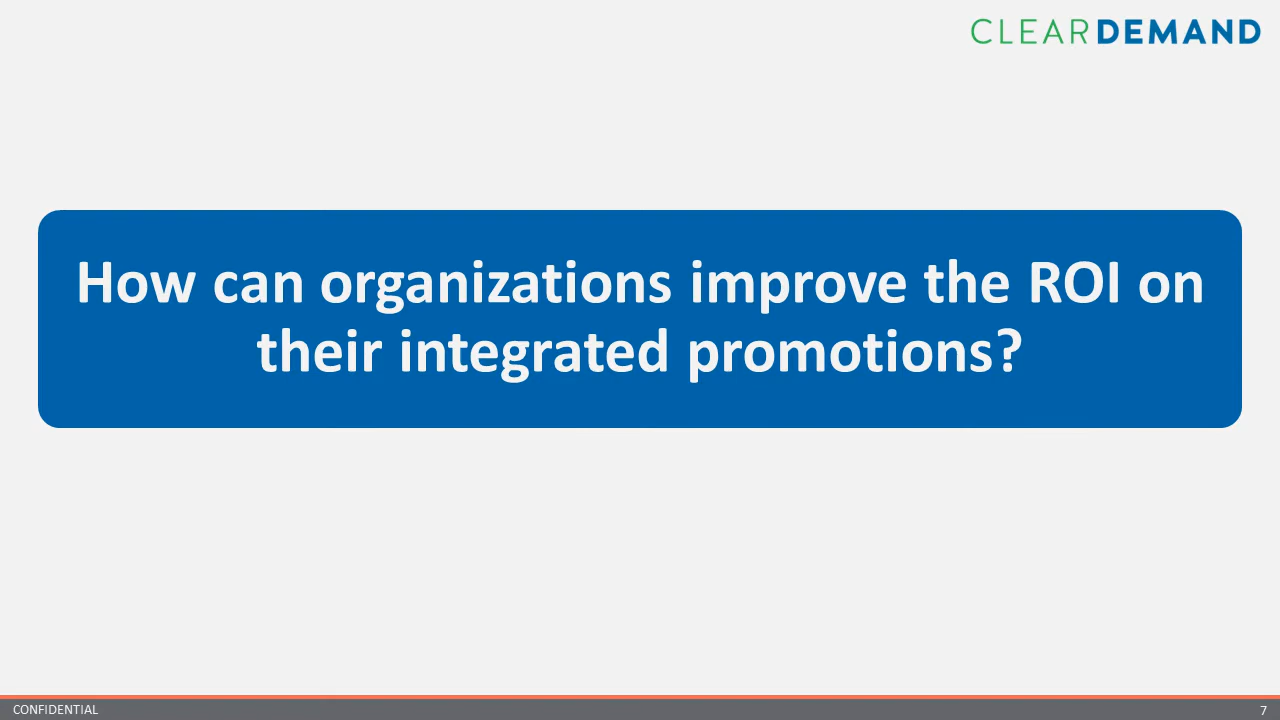 CLEARDEMAND
How can organizations improve the ROI on
their integrated promotions?
CONFIDENTIAL
7